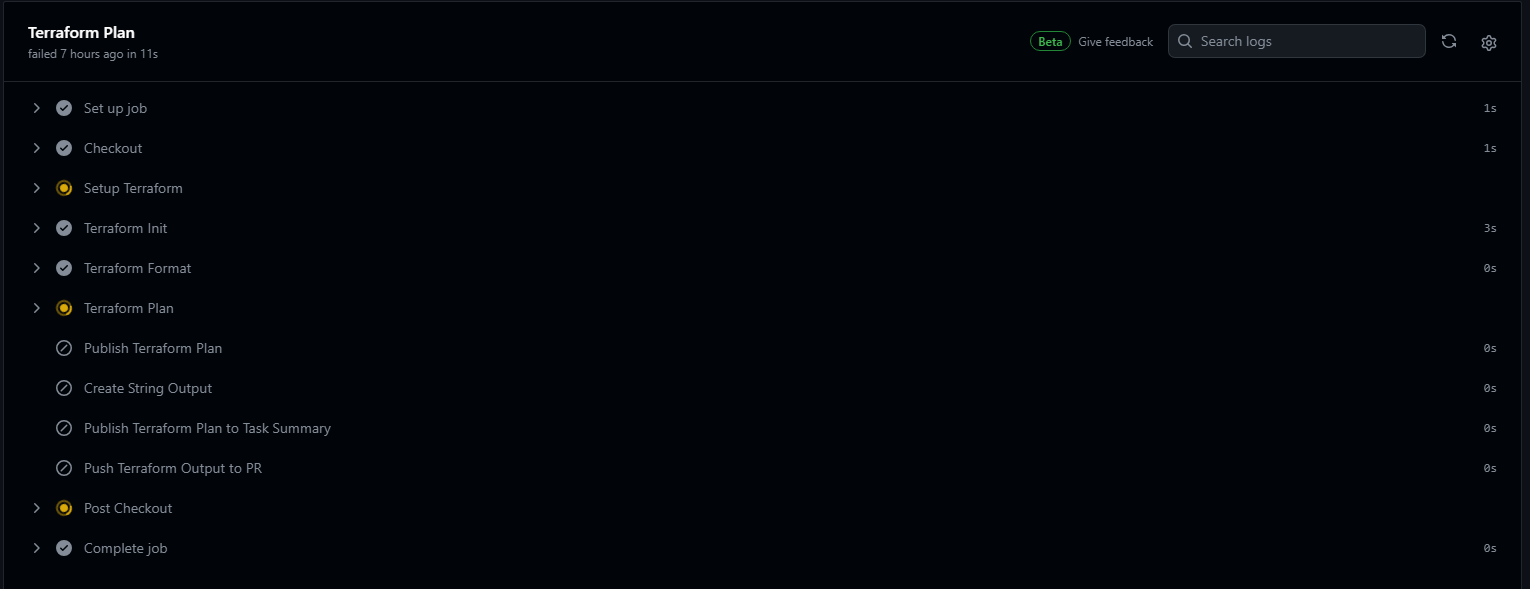 Terraform Plan
failed 7 hours ago in 11s
Beta Give feedback Search logs
Set up job 1s
Checkout 1s
Setup Terraform
Terraform Init 3s
Terraform Format 0s
Terraform Plan
Publish Terraform Plan 0s
Create String Output 0s
Publish Terraform Plan to Task Summary 0s
Push Terraform Output to PR 0s
Post Checkout
Complete job 0s